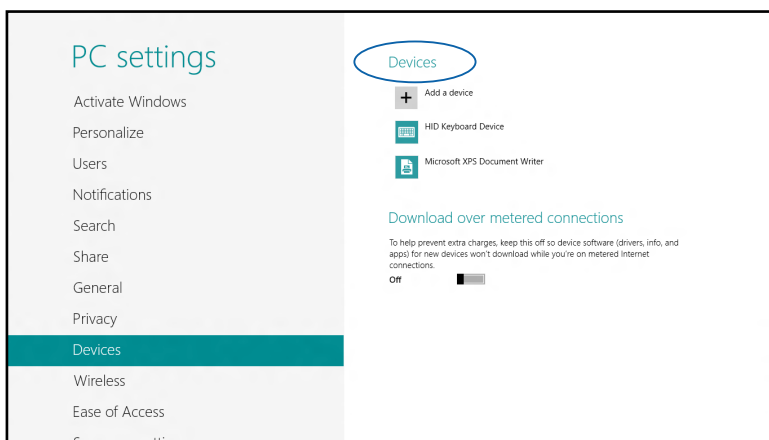 PC settings
Activate Windows
Personalize
Users
Notifications
Search
Share
General
Privacy
Devices
Wireless
Ease of Access
Devices
Add a device
HID Keyboard Device
Microsoft XPS Document Writer
Download over metered connections
To help prevent extra charges, keep this off so device software (drivers, info, and
apps) for new devices won't download while you're on metered Internet
connections.
Off